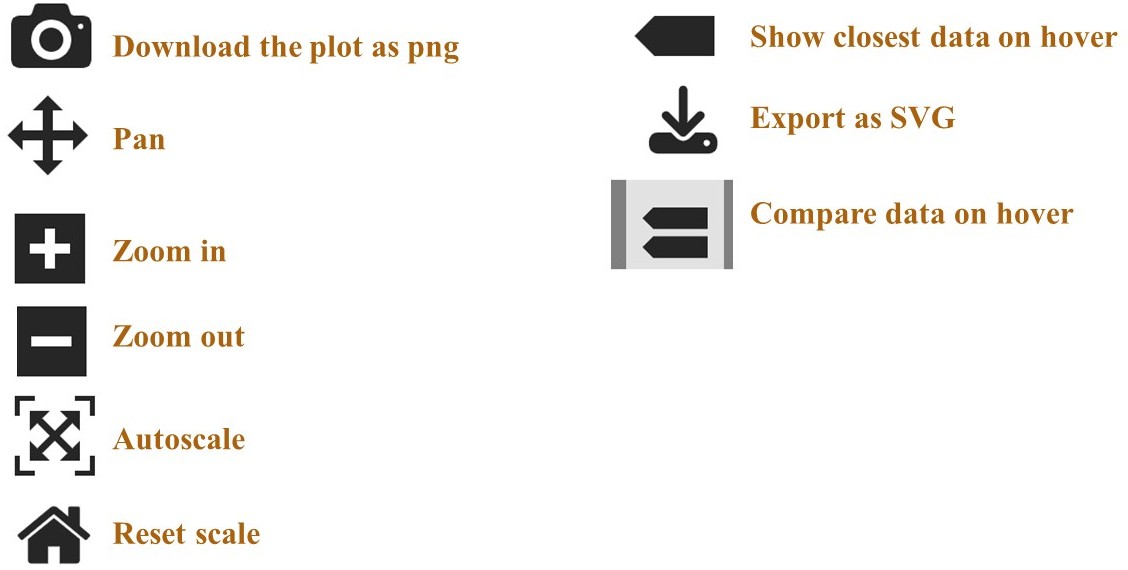 Download the plot as png
Pan
Zoom in
Zoom out
Autoscale
Reset scale
Show closest data on hover
Export as SVG
Compare data on hover